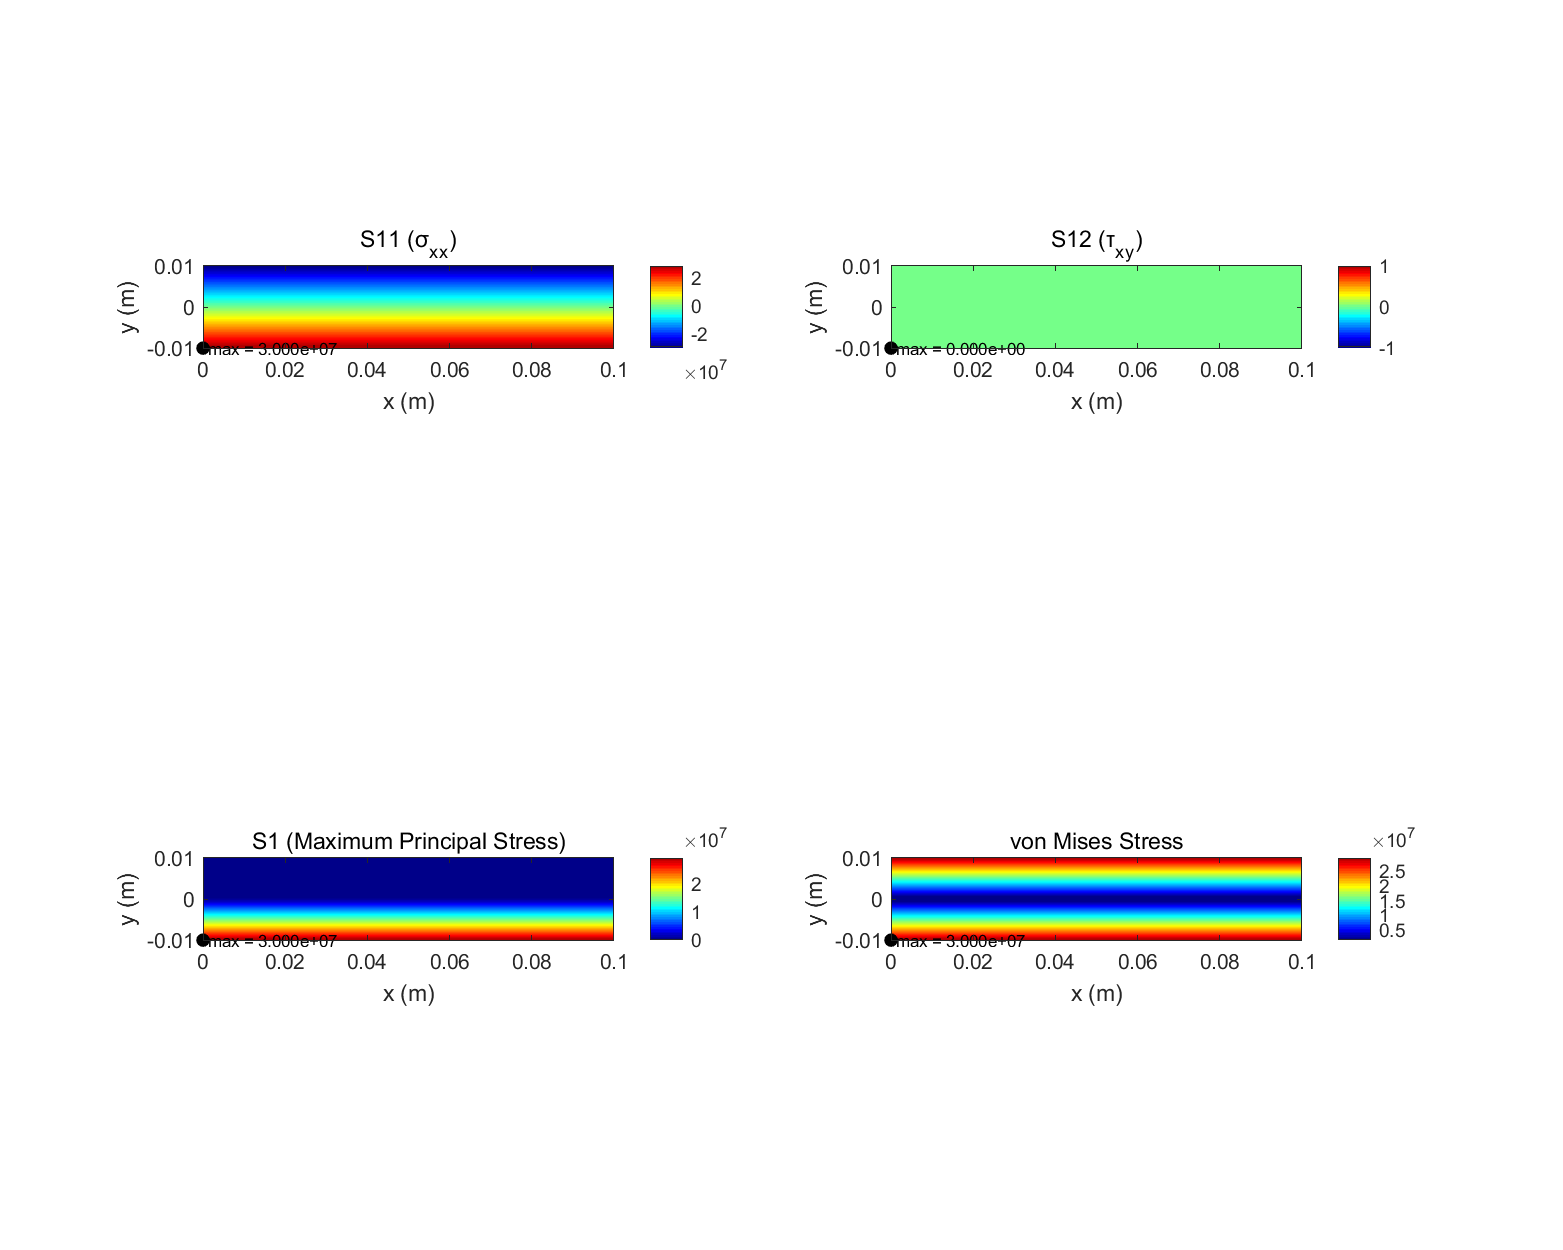 S11 (σxx)
0.01
0
-0.01
y (m)
max = 3.000e+07
0 0.02 0.04 0.06 0.08 0.1
x (m)
2
0
-2
×10^7
S12 (τxy)
0.01
0
-0.01
y (m)
max = 0.000e+00
0 0.02 0.04 0.06 0.08 0.1
x (m)
1
0
-1
S1 (Maximum Principal Stress)
0.01
0
-0.01
y (m)
max = 3.000e+07
0 0.02 0.04 0.06 0.08 0.1
x (m)
×10^7
2
1
0
von Mises Stress
0.01
0
-0.01
y (m)
max = 3.000e+07
0 0.02 0.04 0.06 0.08 0.1
x (m)
×10^7
2.5
2
1.5
1
0.5